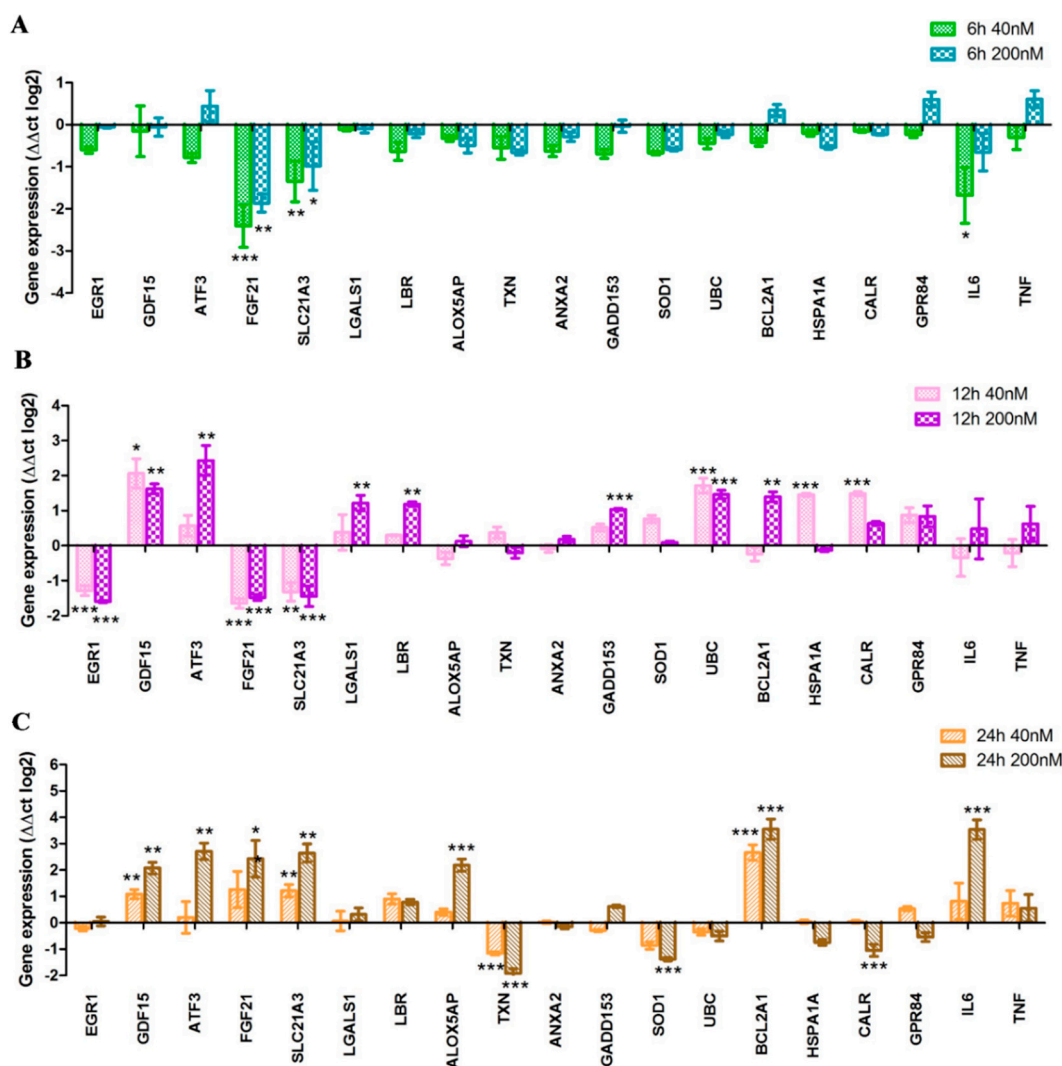 A
6h 40nM
6h 200nM
Gene expression (ΔΔct log2)
1
0
-1
-2
-3
-4
*** ** ** * *
EGR1 GDF15 ATF3 FGF21 SLC21A3 LGALS1 LBR ALOX5AP TXN ANXA2 GADD153 SOD1 UBC BCL2A1 HSPA1A CALR GPR84 IL6 TNF
B
12h 40nM
12h 200nM
Gene expression (ΔΔct log2)
4
3
2
1
0
-1
-2
* ** ** ** ** *** *** *** ** *** ***
*** *** *** *** ** ***
EGR1 GDF15 ATF3 FGF21 SLC21A3 LGALS1 LBR ALOX5AP TXN ANXA2 GADD153 SOD1 UBC BCL2A1 HSPA1A CALR GPR84 IL6 TNF
C
24h 40nM
24h 200nM
Gene expression (ΔΔct log2)
6
5
4
3
2
1
0
-1
-2
** ** ** * * ** ** *** *** *** ***
*** *** *** ***
EGR1 GDF15 ATF3 FGF21 SLC21A3 LGALS1 LBR ALOX5AP TXN ANXA2 GADD153 SOD1 UBC BCL2A1 HSPA1A CALR GPR84 IL6 TNF